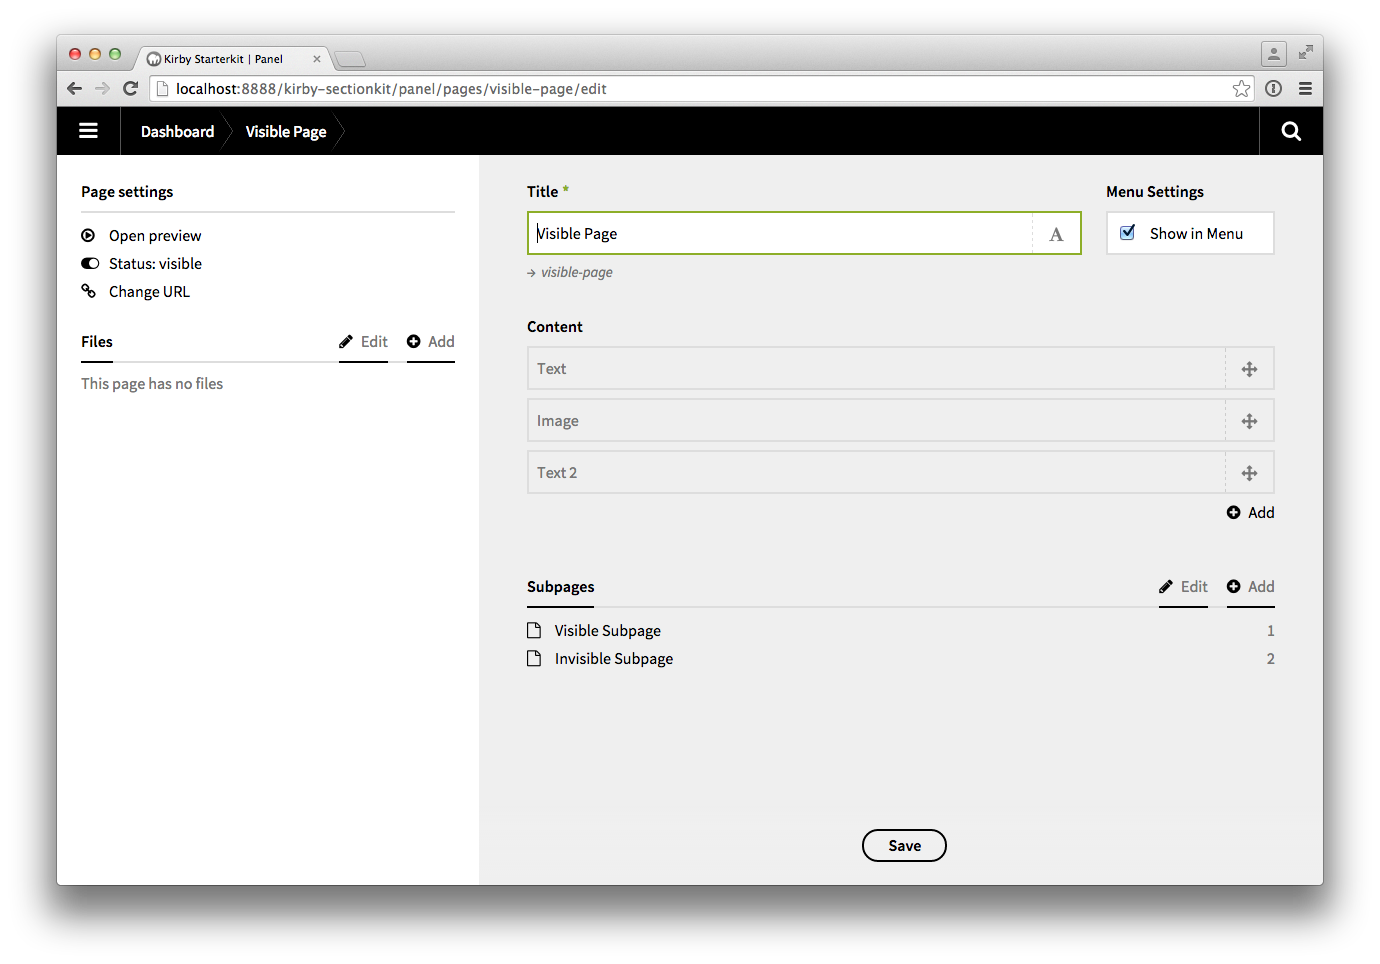 Kirby Starterkit | Panel
localhost:8888/kirby-sectionkit/panel/pages/visible-page/edit
Dashboard
Visible Page
Page settings
Open preview
Status: visible
Change URL
Files
Edit
Add
This page has no files
Title *
Visible Page
A
→ visible-page
Menu Settings
Show in Menu
Content
Text
Image
Text 2
Add
Subpages
Edit
Add
Visible Subpage 1
Invisible Subpage 2
Save